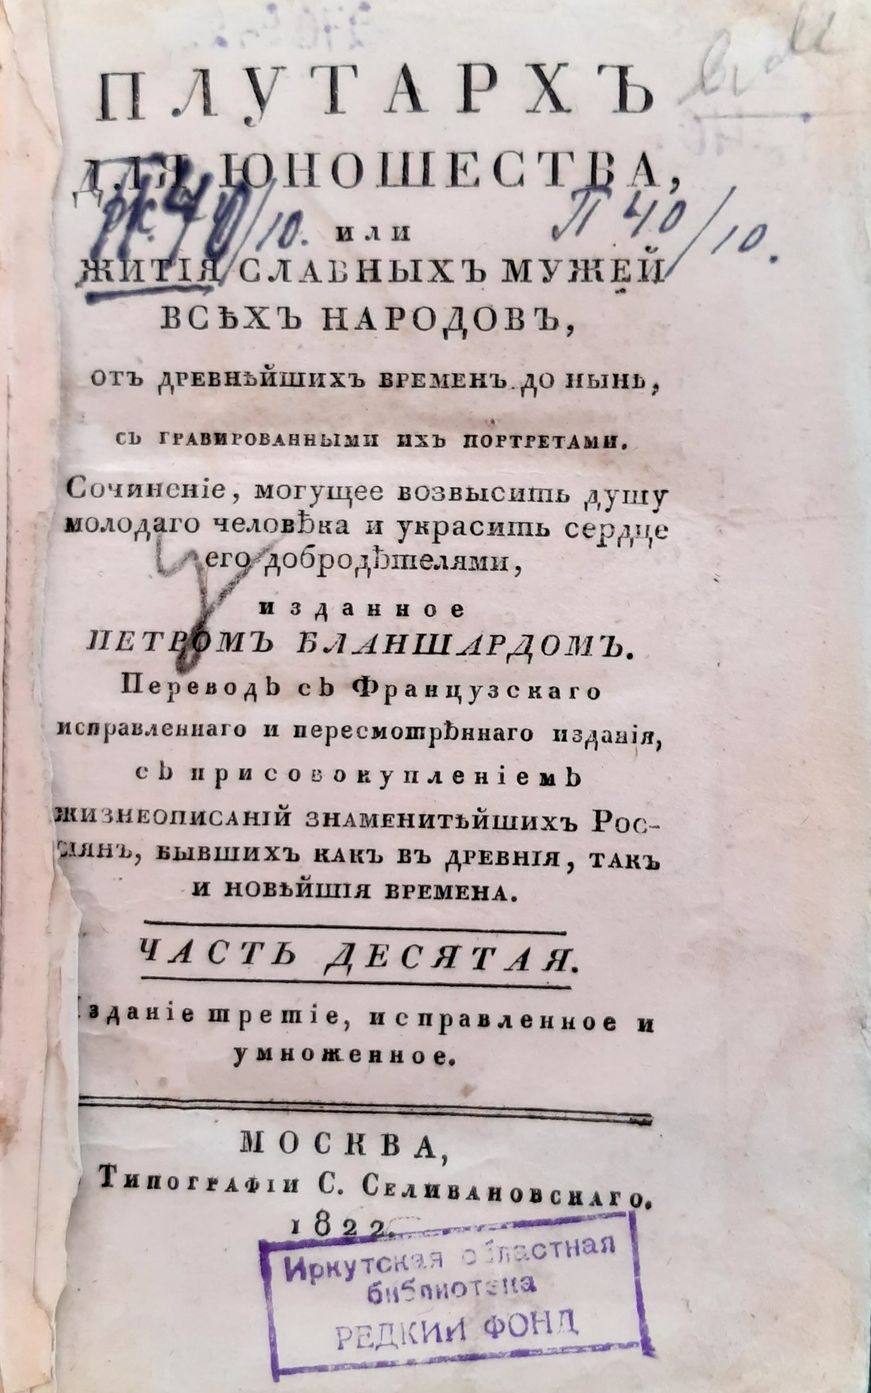 ПЛУТАРХЪ
ДЛЯ ЮНОШЕСТВА,
40/10. или П 40/10.
ЖИТІЯ СЛАВНЫХЪ МУЖЕЙ
ВСѢХЪ НАРОДОВЪ,
ОТЪ ДРЕВНѢЙШИХЪ ВРЕМЕНЪ ДО НЫНѢ,
СЪ ГРАВИРОВАННЫМИ ИХЪ ПОРТРЕТАМИ.
Сочиненіе, могущее возвысить душу
молодаго человѣка и украсить сердце
его добродѣтелями,
изданное
ПЕТРОМЪ БЛАНШАРДОМЪ.
Переводъ съ Французскаго
исправленнаго и пересмотрѣннаго изданія,
съ присовокупленіемъ
ЖИЗНЕОПИСАНІЙ ЗНАМЕНИТѢЙШИХЪ РОС-
СІЯНЪ, БЫВШИХЪ КАКЪ ВЪ ДРЕВНІЯ, ТАКЪ
И НОВѢЙШІЯ ВРЕМЕНА.
ЧАСТЬ ДЕСЯТАЯ.
Изданіе третіе, исправленное и
умноженное.
МОСКВА,
Типографіи С. Селивановскаго.
1822.
Иркутская областная
библиотека
РЕДКИЙ ФОНД